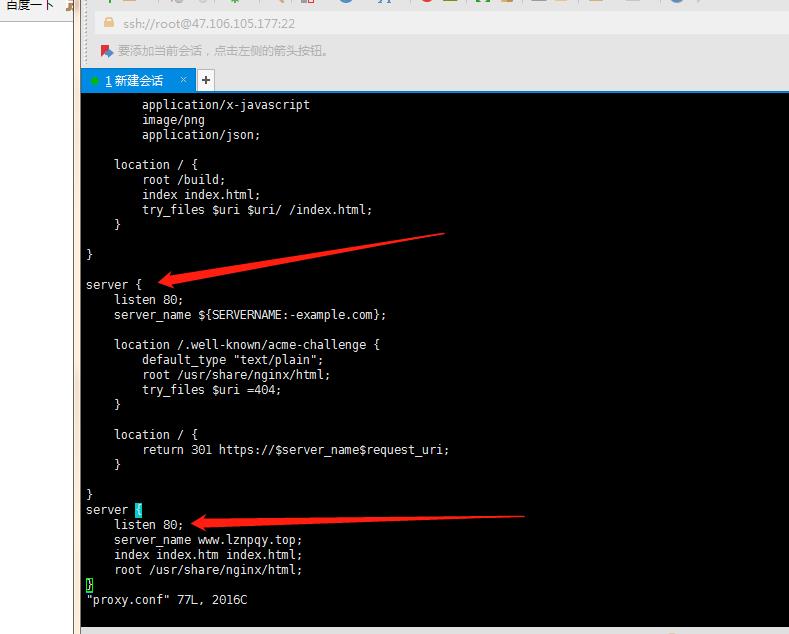 百度一下
ssh://root@47.106.105.177:22
要添加当前会话，点击左侧的箭头按钮。
1 新建会话 × +
application/x-javascript
image/png
application/json;
location / {
root /build;
index index.html;
try_files $uri $uri/ /index.html;
}
}
server {
listen 80;
server_name ${SERVERNAME:-example.com};
location /.well-known/acme-challenge {
default_type "text/plain";
root /usr/share/nginx/html;
try_files $uri =404;
}
location / {
return 301 https://$server_name$request_uri;
}
}
server {
listen 80;
server_name www.lznpqy.top;
index index.htm index.html;
root /usr/share/nginx/html;
}
"proxy.conf" 77L, 2016C